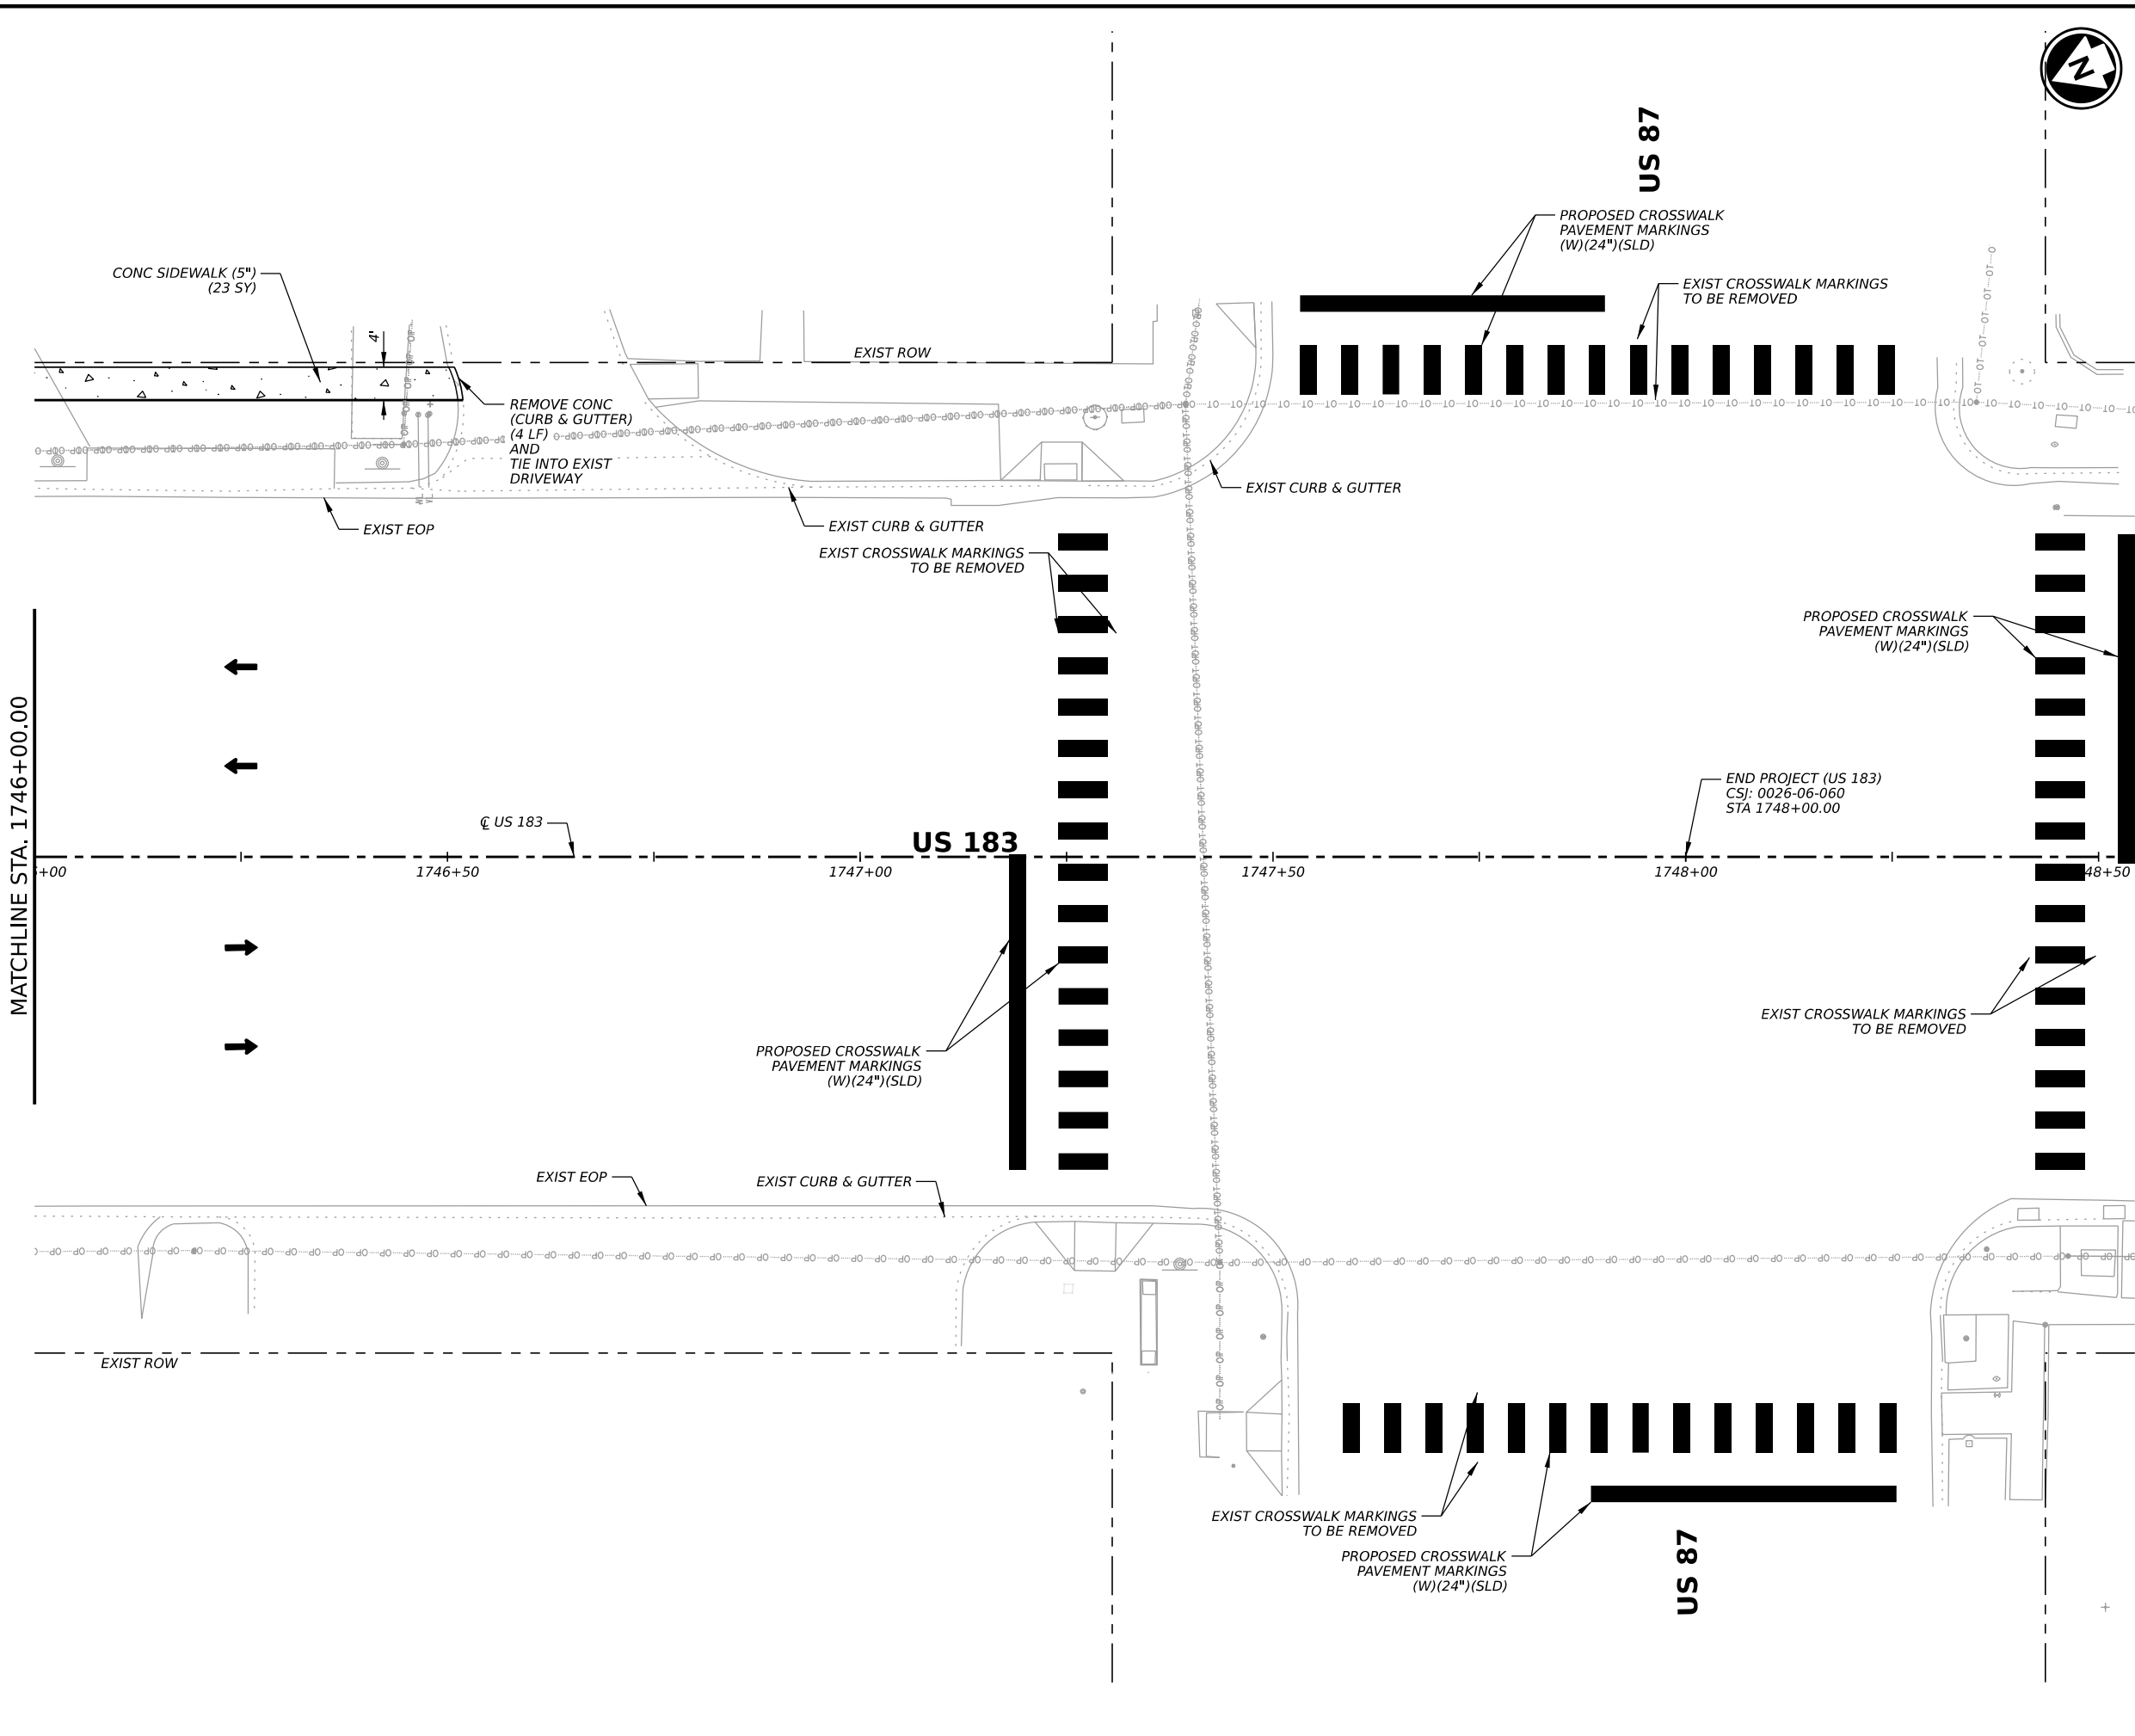 N
US 87
PROPOSED CROSSWALK
PAVEMENT MARKINGS
(W)(24")(SLD)
CONC SIDEWALK (5")
(23 SY)
EXIST CROSSWALK MARKINGS
TO BE REMOVED
4'
EXIST ROW
REMOVE CONC
(CURB & GUTTER)
(4 LF)
AND
TIE INTO EXIST
DRIVEWAY
EXIST CURB & GUTTER
EXIST EOP
EXIST CURB & GUTTER
EXIST CROSSWALK MARKINGS
TO BE REMOVED
PROPOSED CROSSWALK
PAVEMENT MARKINGS
(W)(24")(SLD)
MATCHLINE STA. 1746+00.00
END PROJECT (US 183)
CSJ: 0026-06-060
STA 1748+00.00
℄ US 183
US 183
+00
1746+50
1747+00
1747+50
1748+00
48+50
EXIST CROSSWALK MARKINGS
TO BE REMOVED
PROPOSED CROSSWALK
PAVEMENT MARKINGS
(W)(24")(SLD)
EXIST EOP
EXIST CURB & GUTTER
EXIST ROW
EXIST CROSSWALK MARKINGS
TO BE REMOVED
PROPOSED CROSSWALK
PAVEMENT MARKINGS
(W)(24")(SLD)
US 87